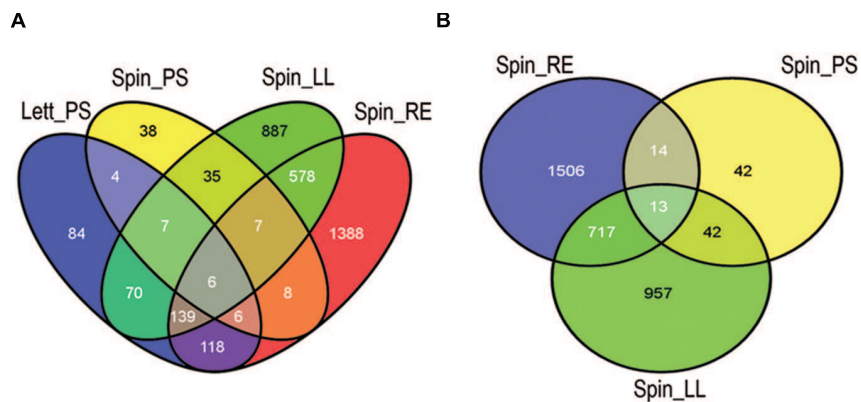 A
B
Spin_PS
Spin_LL
Lett_PS
Spin_RE
38
887
4
35
578
84
7
7
1388
70
6
8
139
6
118
Spin_RE
Spin_PS
14
1506
42
13
717
42
957
Spin_LL